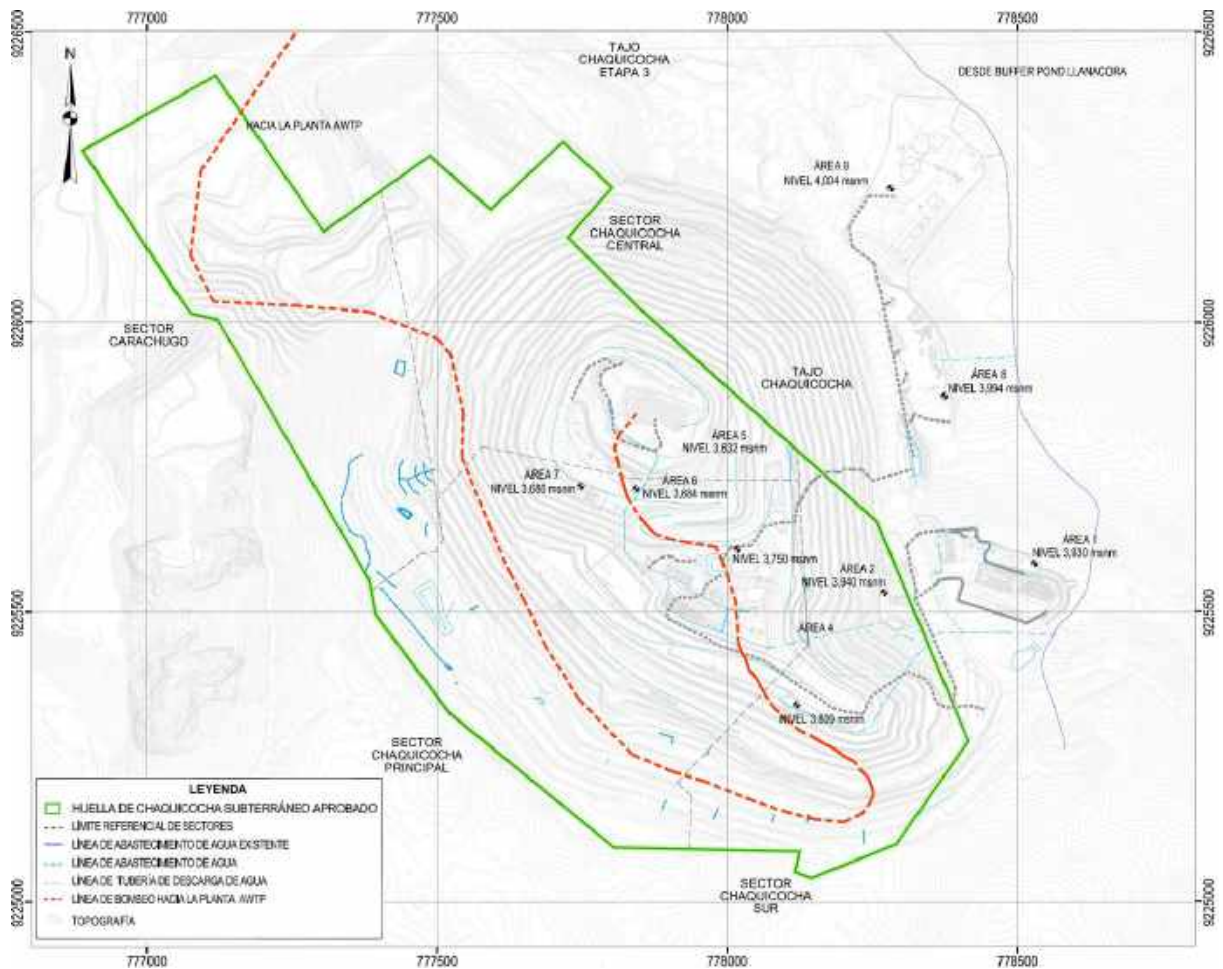 777000
777500
778000
778500
9226500
9226500
TAJO
CHAQUICOCHA
ETAPA 3
DESDE BUFFER POND LLANACORA
N
HACIA LA PLANTA AWTP
ÁREA 9
NIVEL 4,004 msnm
SECTOR
CHAQUICOCHA
CENTRAL
9226000
9226000
SECTOR
CARACHUGO
TAJO
CHAQUICOCHA
ÁREA 8
NIVEL 3,994 msnm
ÁREA 5
NIVEL 3,632 msnm
ÁREA 7
NIVEL 3,686 msnm
ÁREA 6
NIVEL 3,684 msnm
ÁREA 1
NIVEL 3,930 msnm
NIVEL 3,750 msnm
ÁREA 2
NIVEL 3,940 msnm
9225500
9225500
ÁREA 4
NIVEL 3,809 msnm
SECTOR
CHAQUICOCHA
PRINCIPAL
LEYENDA
HUELLA DE CHAQUICOCHA SUBTERRÁNEO APROBADO
LÍMITE REFERENCIAL DE SECTORES
LÍNEA DE ABASTECIMIENTO DE AGUA EXISTENTE
LÍNEA DE ABASTECIMIENTO DE AGUA
LÍNEA DE TUBERÍA DE DESCARGA DE AGUA
LÍNEA DE BOMBEO HACIA LA PLANTA AWTP
TOPOGRAFÍA
SECTOR
CHAQUICOCHA
SUR
9225000
9225000
777000
777500
778000
778500